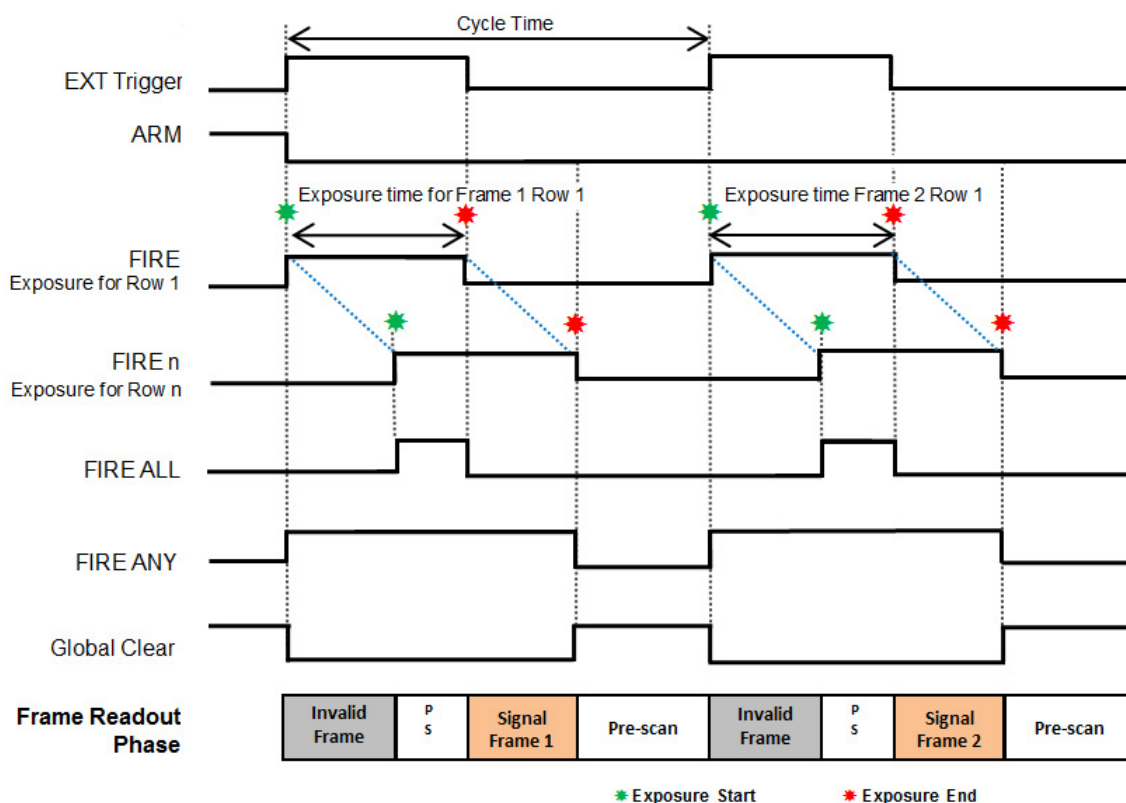 Cycle Time
EXT Trigger
ARM
Exposure time for Frame 1 Row 1
Exposure time Frame 2 Row 1
FIRE
Exposure for Row 1
FIRE n
Exposure for Row n
FIRE ALL
FIRE ANY
Global Clear
Frame Readout
Phase
Invalid
Frame
P
S
Signal
Frame 1
Pre-scan
Invalid
Frame
P
S
Signal
Frame 2
Pre-scan
Exposure Start
Exposure End